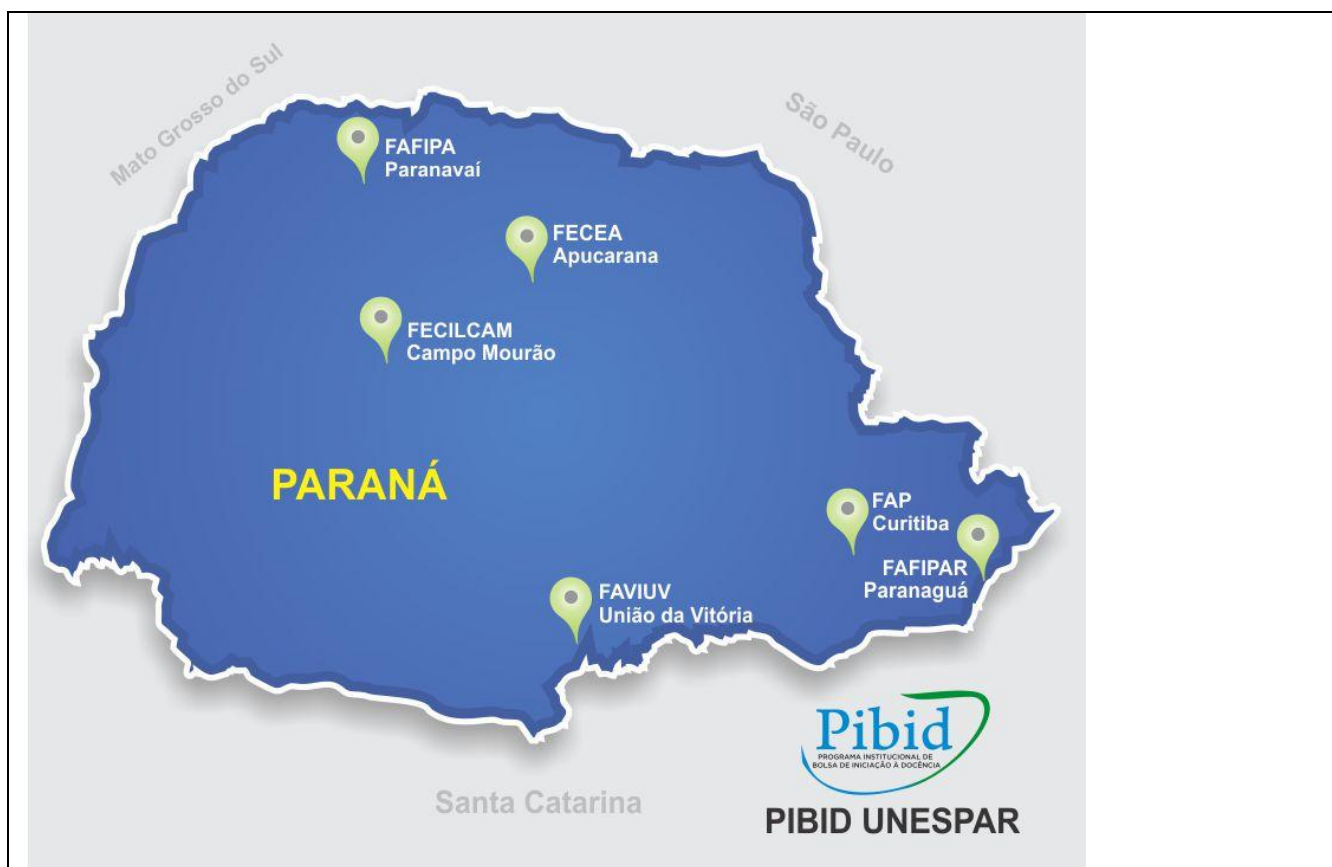 Mato Grosso do Sul
São Paulo
FAFIPA
Paranavaí
FECEA
Apucarana
FECILCAM
Campo Mourão
PARANÁ
FAP
Curitiba
FAFIPAR
Paranaguá
FAVIUV
União da Vitória
Pibid
PROGRAMA INSTITUCIONAL DE
BOLSA DE INICIAÇÃO À DOCÊNCIA
Santa Catarina
PIBID UNESPAR